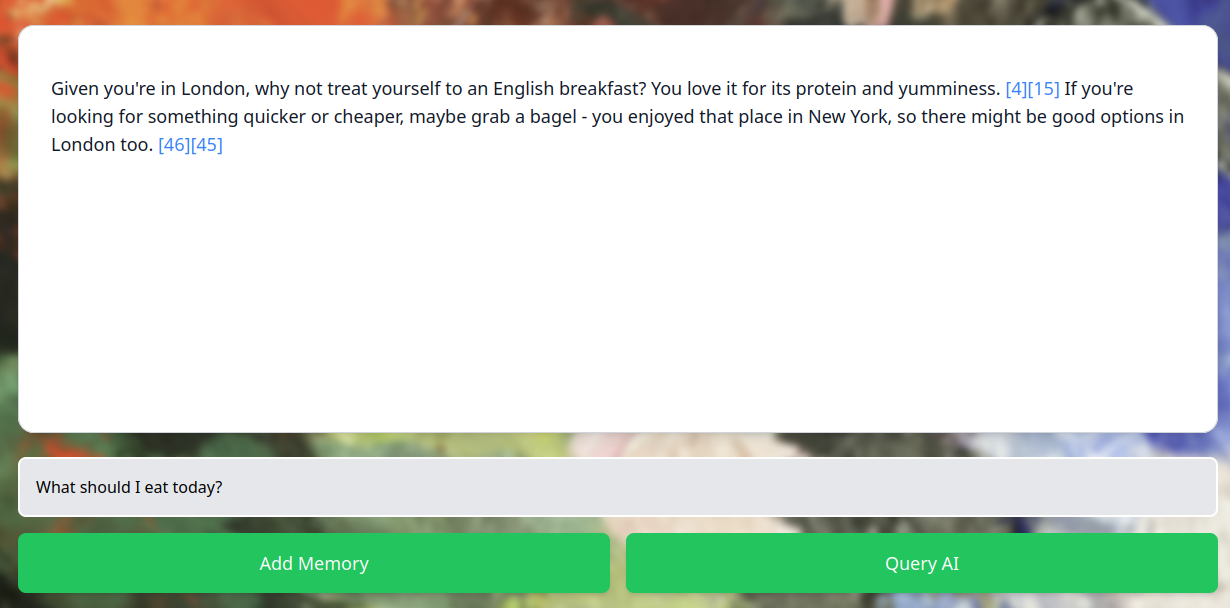 Given you're in London, why not treat yourself to an English breakfast? You love it for its protein and yumminess. [4][15] If you're
looking for something quicker or cheaper, maybe grab a bagel - you enjoyed that place in New York, so there might be good options in
London too. [46][45]
What should I eat today?
Add Memory
Query AI